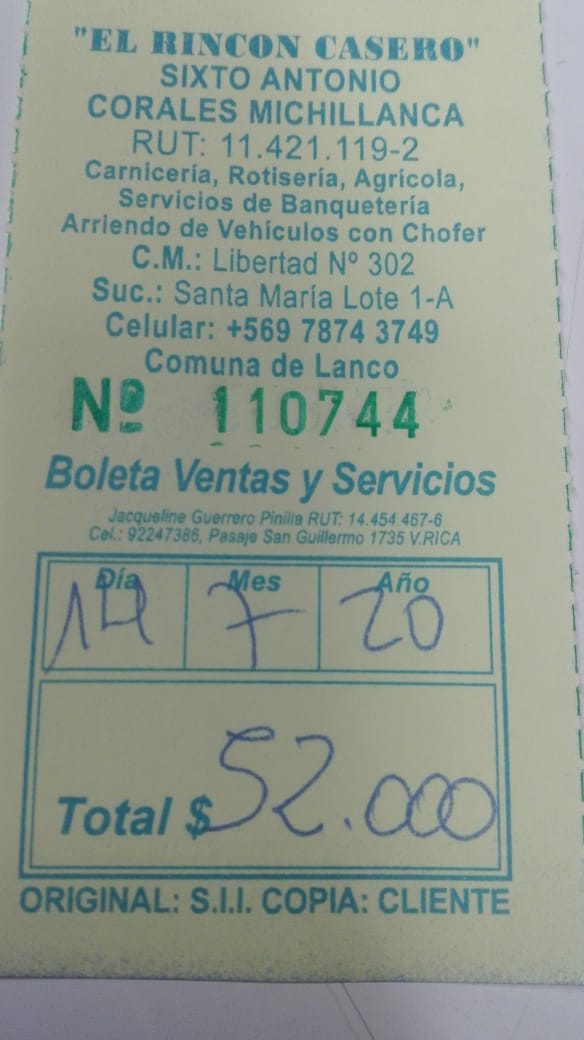 "EL RINCON CASERO"
SIXTO ANTONIO
CORALES MICHILLANCA
RUT: 11.421.119-2
Carnicería, Rotisería, Agrícola,
Servicios de Banquetería
Arriendo de Vehículos con Chofer
C.M.: Libertad Nº 302
Suc.: Santa María Lote 1-A
Celular: +569 7874 3749
Comuna de Lanco
Nº 110744
Boleta Ventas y Servicios
Jacqueline Guerrero Pinilla RUT: 14.454.467-6
Cel.: 92247386, Pasaje San Guillermo 1735 V.RICA
Día Mes Año
14 7 20
Total $ 52.000
ORIGINAL: S.I.I. COPIA: CLIENTE